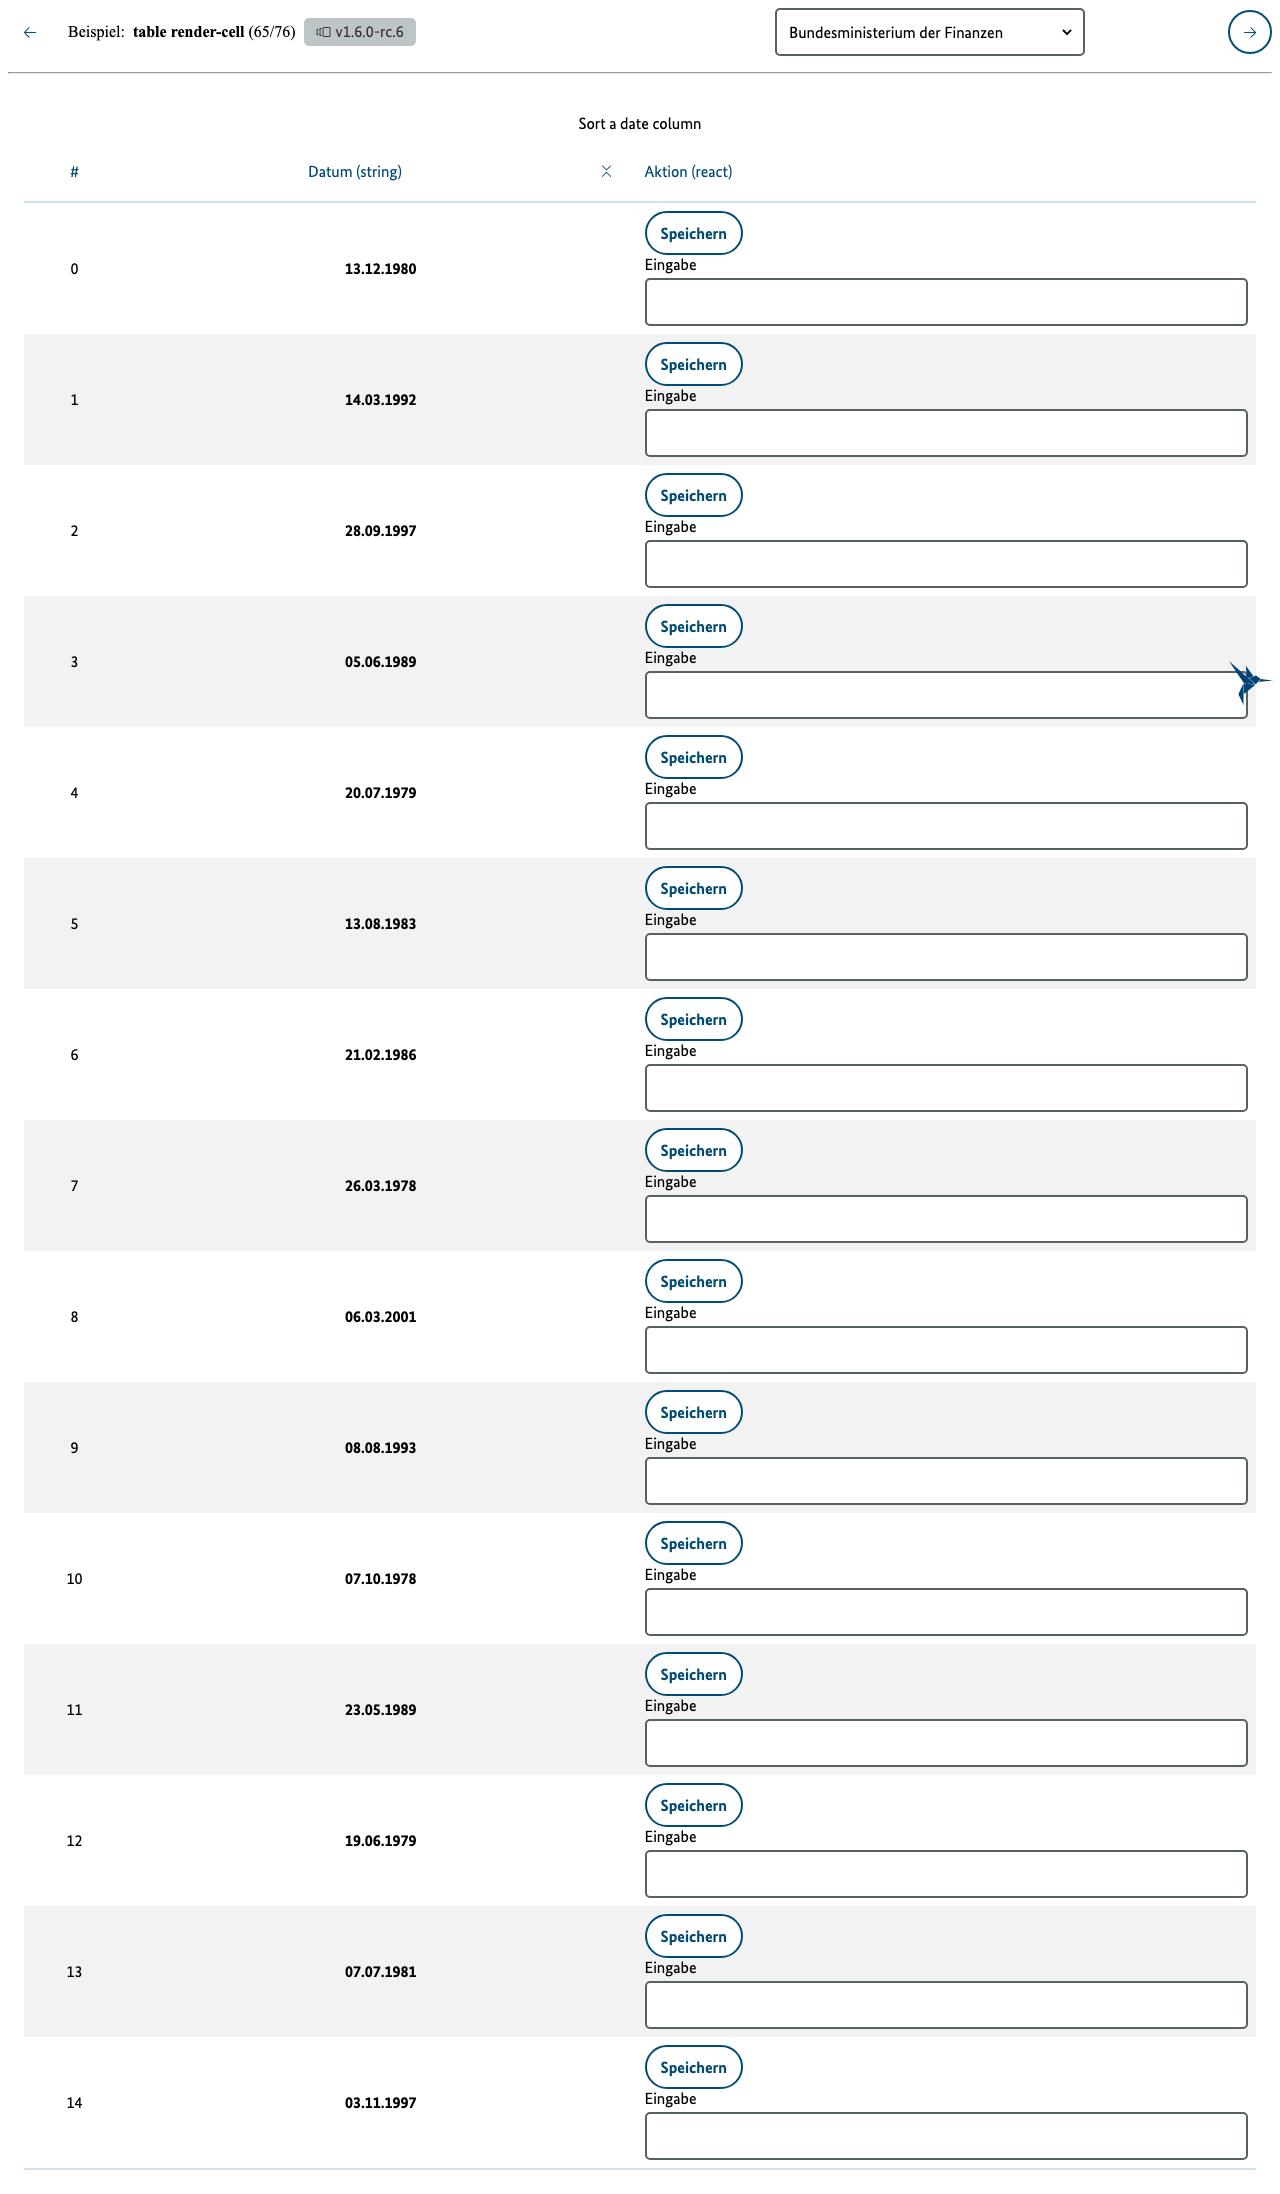 Beispiel: table render-cell (65/76) v1.6.0-rc.6 Bundesministerium der Finanzen
Sort a date column
# Datum (string) Aktion (react)
Speichern
0 13.12.1980 Eingabe
Speichern
1 14.03.1992 Eingabe
Speichern
2 28.09.1997 Eingabe
Speichern
3 05.06.1989 Eingabe
Speichern
4 20.07.1979 Eingabe
Speichern
5 13.08.1983 Eingabe
Speichern
6 21.02.1986 Eingabe
Speichern
7 26.03.1978 Eingabe
Speichern
8 06.03.2001 Eingabe
Speichern
9 08.08.1993 Eingabe
Speichern
10 07.10.1978 Eingabe
Speichern
11 23.05.1989 Eingabe
Speichern
12 19.06.1979 Eingabe
Speichern
13 07.07.1981 Eingabe
Speichern
14 03.11.1997 Eingabe